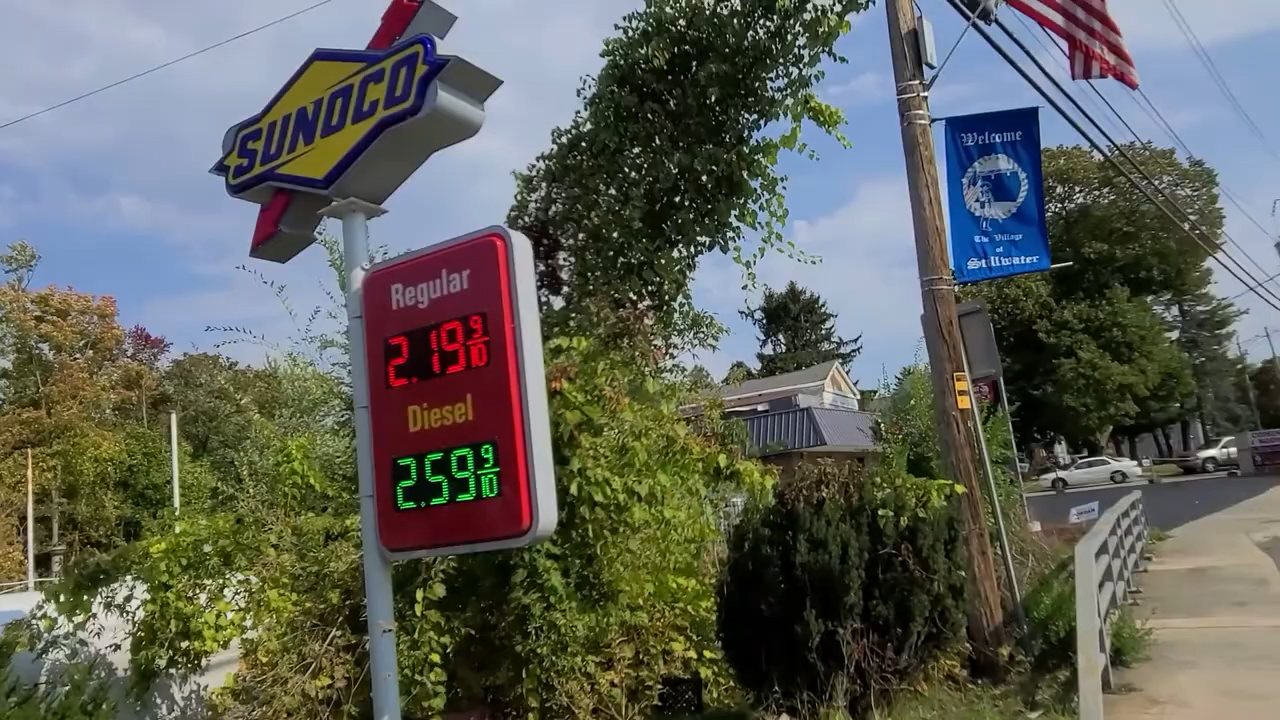 SUNOCO
Regular
2.19 9/10
Diesel
2.59 9/10
Welcome
The Village
of
Stillwater